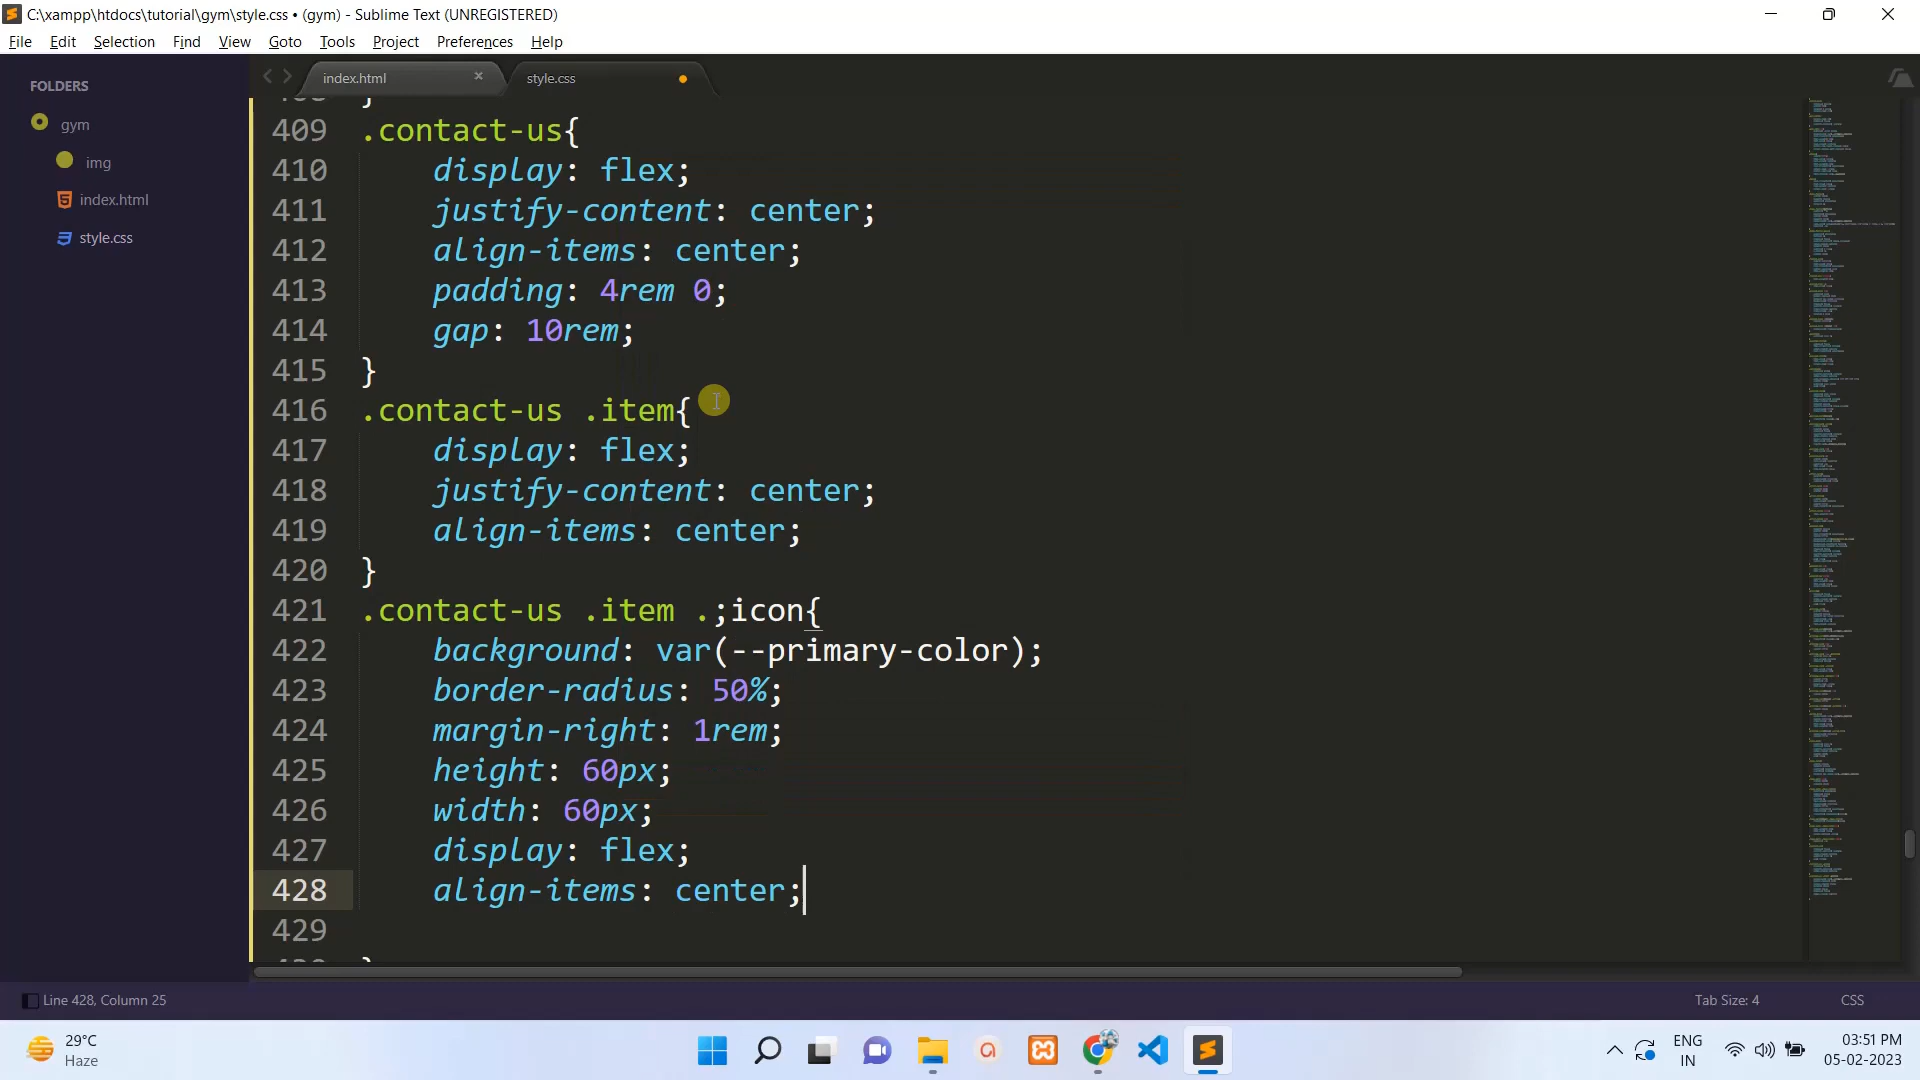 C:\xampp\htdocs\tutorial\gym\style.css • (gym) - Sublime Text (UNREGISTERED)
File Edit Selection Find View Goto Tools Project Preferences Help
FOLDERS
gym
img
index.html
style.css
index.html
style.css
409 .contact-us{
410 display: flex;
411 justify-content: center;
412 align-items: center;
413 padding: 4rem 0;
414 gap: 10rem;
415 }
416 .contact-us .item{
417 display: flex;
418 justify-content: center;
419 align-items: center;
420 }
421 .contact-us .item .;icon{
422 background: var(--primary-color);
423 border-radius: 50%;
424 margin-right: 1rem;
425 height: 60px;
426 width: 60px;
427 display: flex;
428 align-items: center;
429
Line 428, Column 25
Tab Size: 4
CSS
29°C
Haze
ENG
IN
03:51 PM
05-02-2023